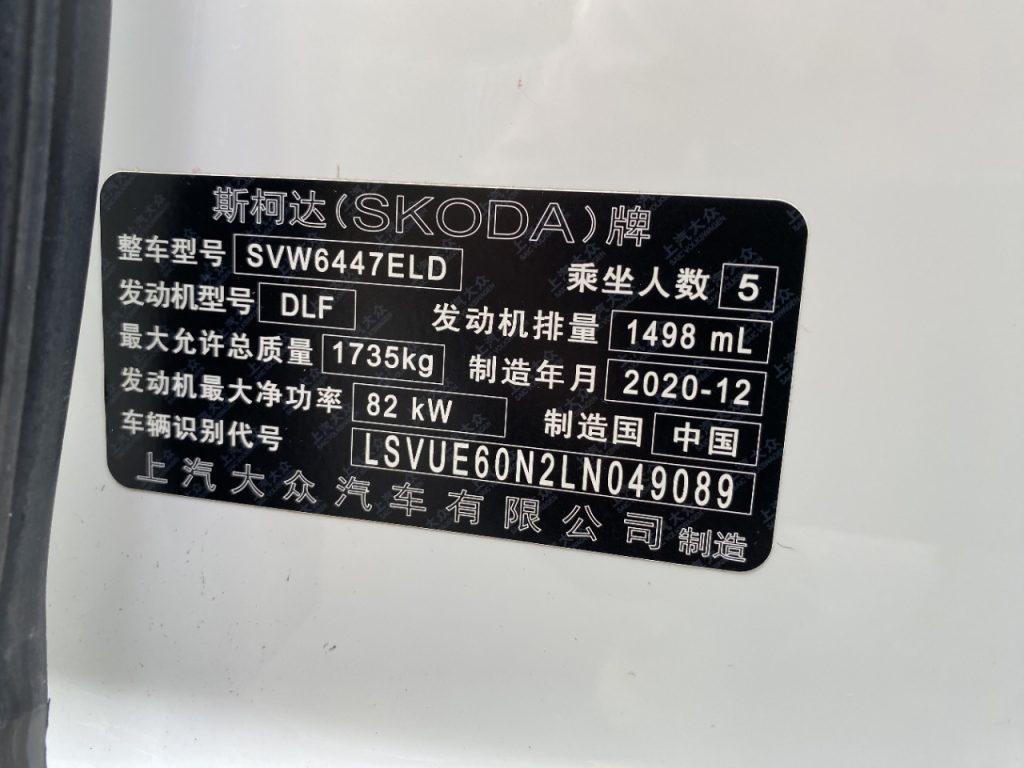 斯柯达(SKODA)牌
整车型号 SVW6447ELD 乘坐人数 5
发动机型号 DLF 发动机排量 1498 mL
最大允许总质量 1735kg 制造年月 2020-12
发动机最大净功率 82 kW 制造国 中国
车辆识别代号 LSVUE60N2LN049089
上汽大众汽车有限公司 制造